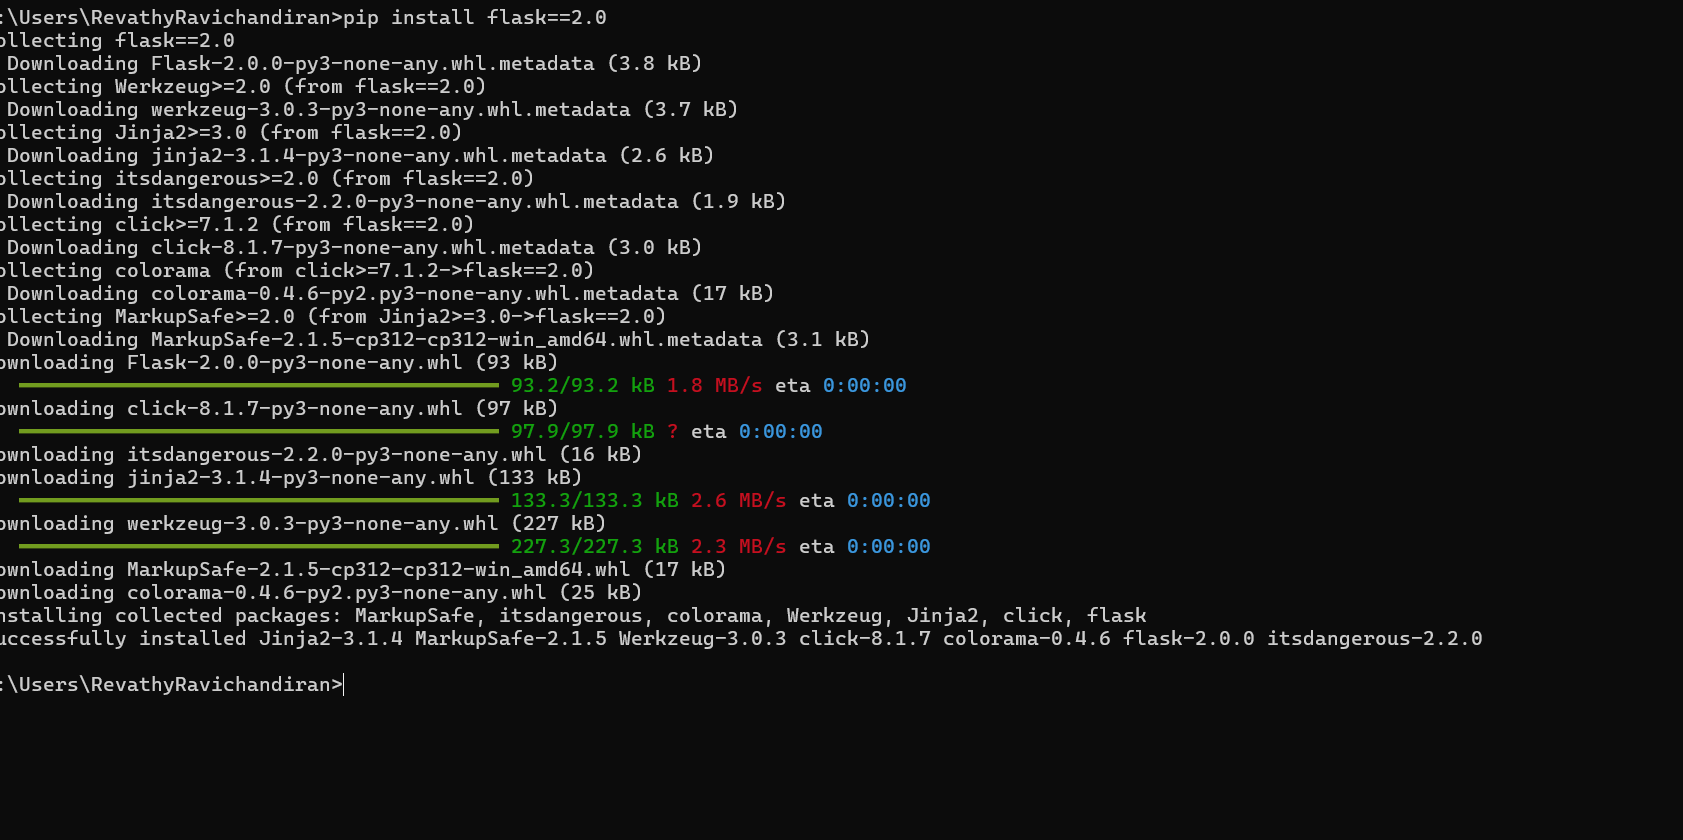 :\Users\RevathyRavichandiran>pip install flask==2.0
ollecting flask==2.0
Downloading Flask-2.0.0-py3-none-any.whl.metadata (3.8 kB)
ollecting Werkzeug>=2.0 (from flask==2.0)
Downloading werkzeug-3.0.3-py3-none-any.whl.metadata (3.7 kB)
ollecting Jinja2>=3.0 (from flask==2.0)
Downloading jinja2-3.1.4-py3-none-any.whl.metadata (2.6 kB)
ollecting itsdangerous>=2.0 (from flask==2.0)
Downloading itsdangerous-2.2.0-py3-none-any.whl.metadata (1.9 kB)
ollecting click>=7.1.2 (from flask==2.0)
Downloading click-8.1.7-py3-none-any.whl.metadata (3.0 kB)
ollecting colorama (from click>=7.1.2->flask==2.0)
Downloading colorama-0.4.6-py2.py3-none-any.whl.metadata (17 kB)
ollecting MarkupSafe>=2.0 (from Jinja2>=3.0->flask==2.0)
Downloading MarkupSafe-2.1.5-cp312-cp312-win_amd64.whl.metadata (3.1 kB)
ownloading Flask-2.0.0-py3-none-any.whl (93 kB)
93.2/93.2 kB 1.8 MB/s eta 0:00:00
ownloading click-8.1.7-py3-none-any.whl (97 kB)
97.9/97.9 kB ? eta 0:00:00
ownloading itsdangerous-2.2.0-py3-none-any.whl (16 kB)
ownloading jinja2-3.1.4-py3-none-any.whl (133 kB)
133.3/133.3 kB 2.6 MB/s eta 0:00:00
ownloading werkzeug-3.0.3-py3-none-any.whl (227 kB)
227.3/227.3 kB 2.3 MB/s eta 0:00:00
ownloading MarkupSafe-2.1.5-cp312-cp312-win_amd64.whl (17 kB)
ownloading colorama-0.4.6-py2.py3-none-any.whl (25 kB)
nstalling collected packages: MarkupSafe, itsdangerous, colorama, Werkzeug, Jinja2, click, flask
uccessfully installed Jinja2-3.1.4 MarkupSafe-2.1.5 Werkzeug-3.0.3 click-8.1.7 colorama-0.4.6 flask-2.0.0 itsdangerous-2.2.0
:\Users\RevathyRavichandiran>